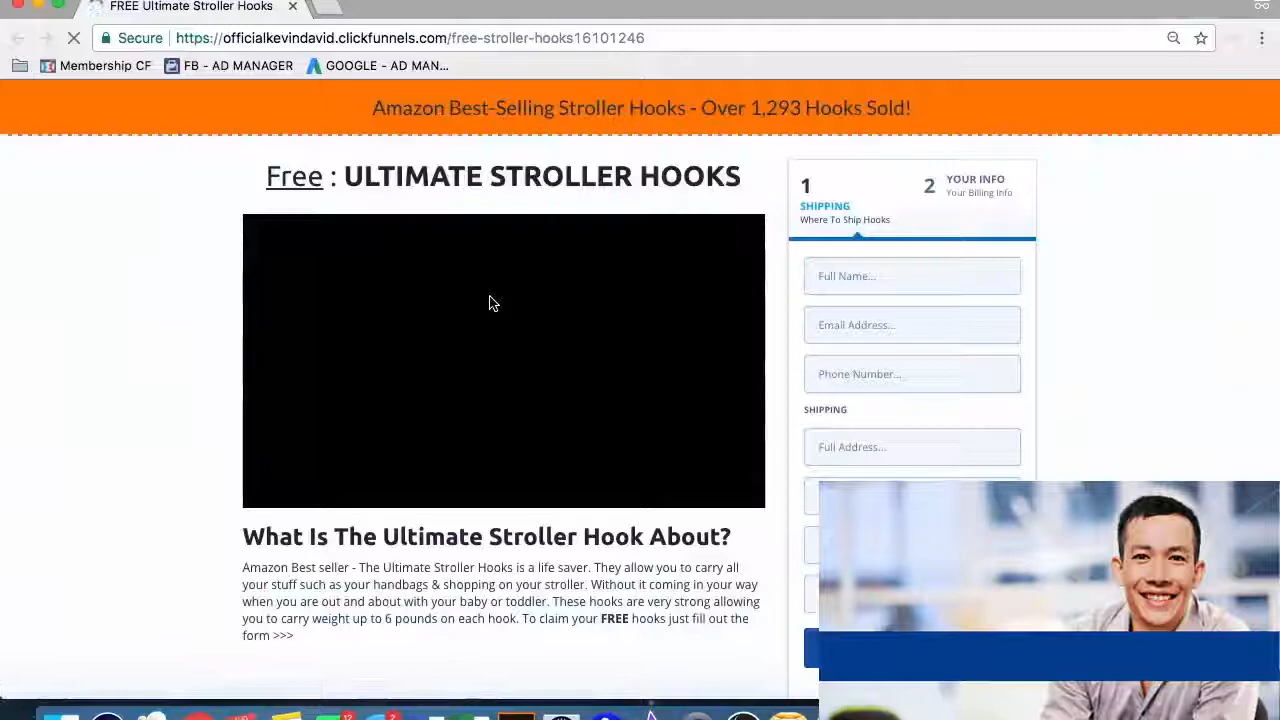 FREE Ultimate Stroller Hooks
Secure https://officialkevindavid.clickfunnels.com/free-stroller-hooks16101246
Membership CF FB - AD MANAGER GOOGLE - AD MAN...
Amazon Best-Selling Stroller Hooks - Over 1,293 Hooks Sold!
Free : ULTIMATE STROLLER HOOKS
What Is The Ultimate Stroller Hook About?
Amazon Best seller - The Ultimate Stroller Hooks is a life saver. They allow you to carry all
your stuff such as your handbags & shopping on your stroller. Without it coming in your way
when you are out and about with your baby or toddler. These hooks are very strong allowing
you to carry weight up to 6 pounds on each hook. To claim your FREE hooks just fill out the
form >>>
1
SHIPPING
Where To Ship Hooks
2 YOUR INFO
Your Billing Info
Full Name...
Email Address...
Phone Number...
SHIPPING
Full Address...
12
2